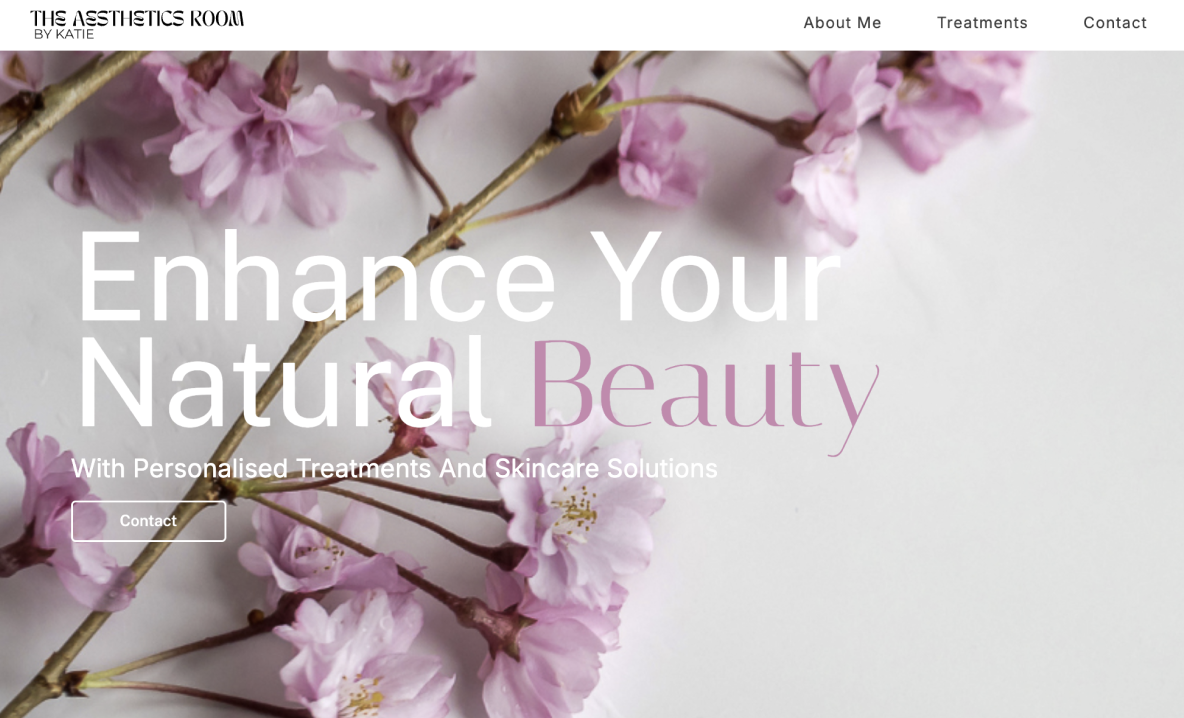 THE AESTHETICS ROOM
BY KATIE
About Me Treatments Contact
Enhance Your
Natural Beauty
With Personalised Treatments And Skincare Solutions
Contact